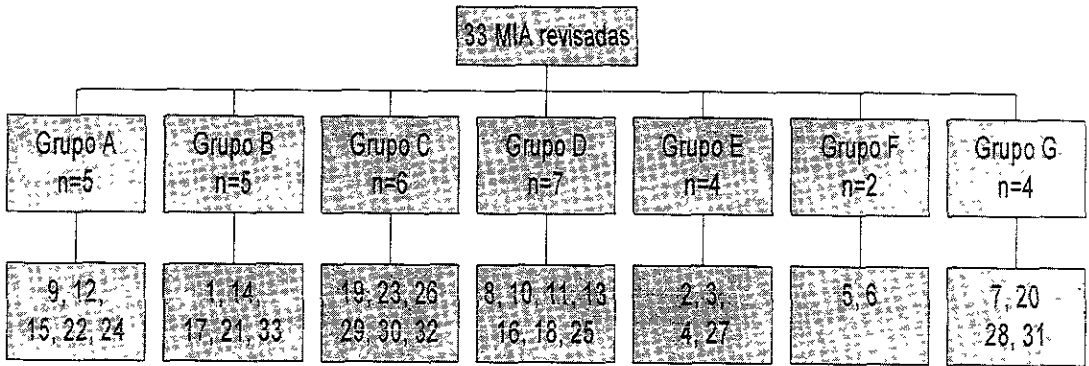 33 MIA revisadas
Grupo A
n=5
Grupo B
n=5
Grupo C
n=6
Grupo D
n=7
Grupo E
n=4
Grupo F
n=2
Grupo G
n=4
9, 12,
15, 22, 24
1, 14,
17, 21, 33
19, 23, 26
29, 30, 32
8, 10, 11, 13
16, 18, 25
2, 3,
4, 27
5, 6
7, 20
28, 31